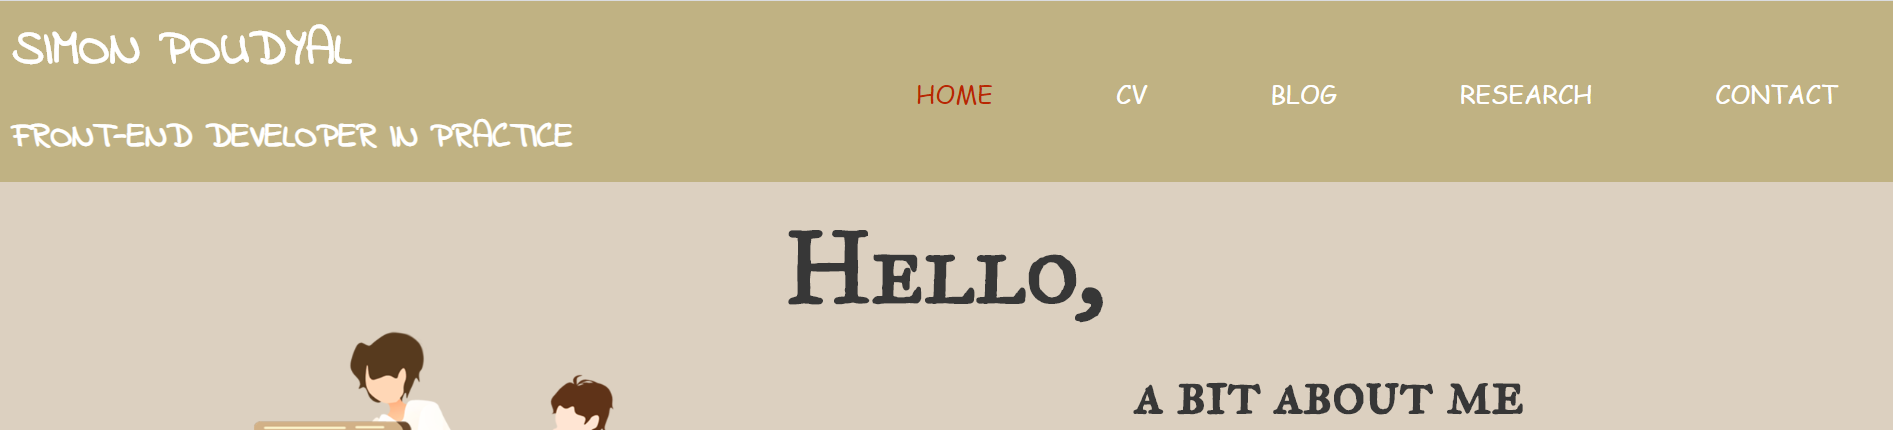 SIMON POUDYAL
FRONT-END DEVELOPER IN PRACTICE
HOME CV BLOG RESEARCH CONTACT
Hello,
A BIT ABOUT ME